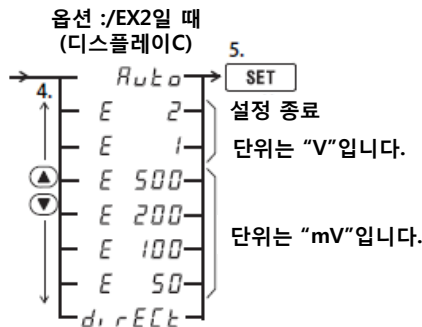 옵션 :/EX2일 때
(디스플레이C)
5.
Auto
SET
4.
E 2
설정 종료
E 1
단위는 “V”입니다.
E 500
E 200
단위는 “mV”입니다.
E 100
E 50
dirECt